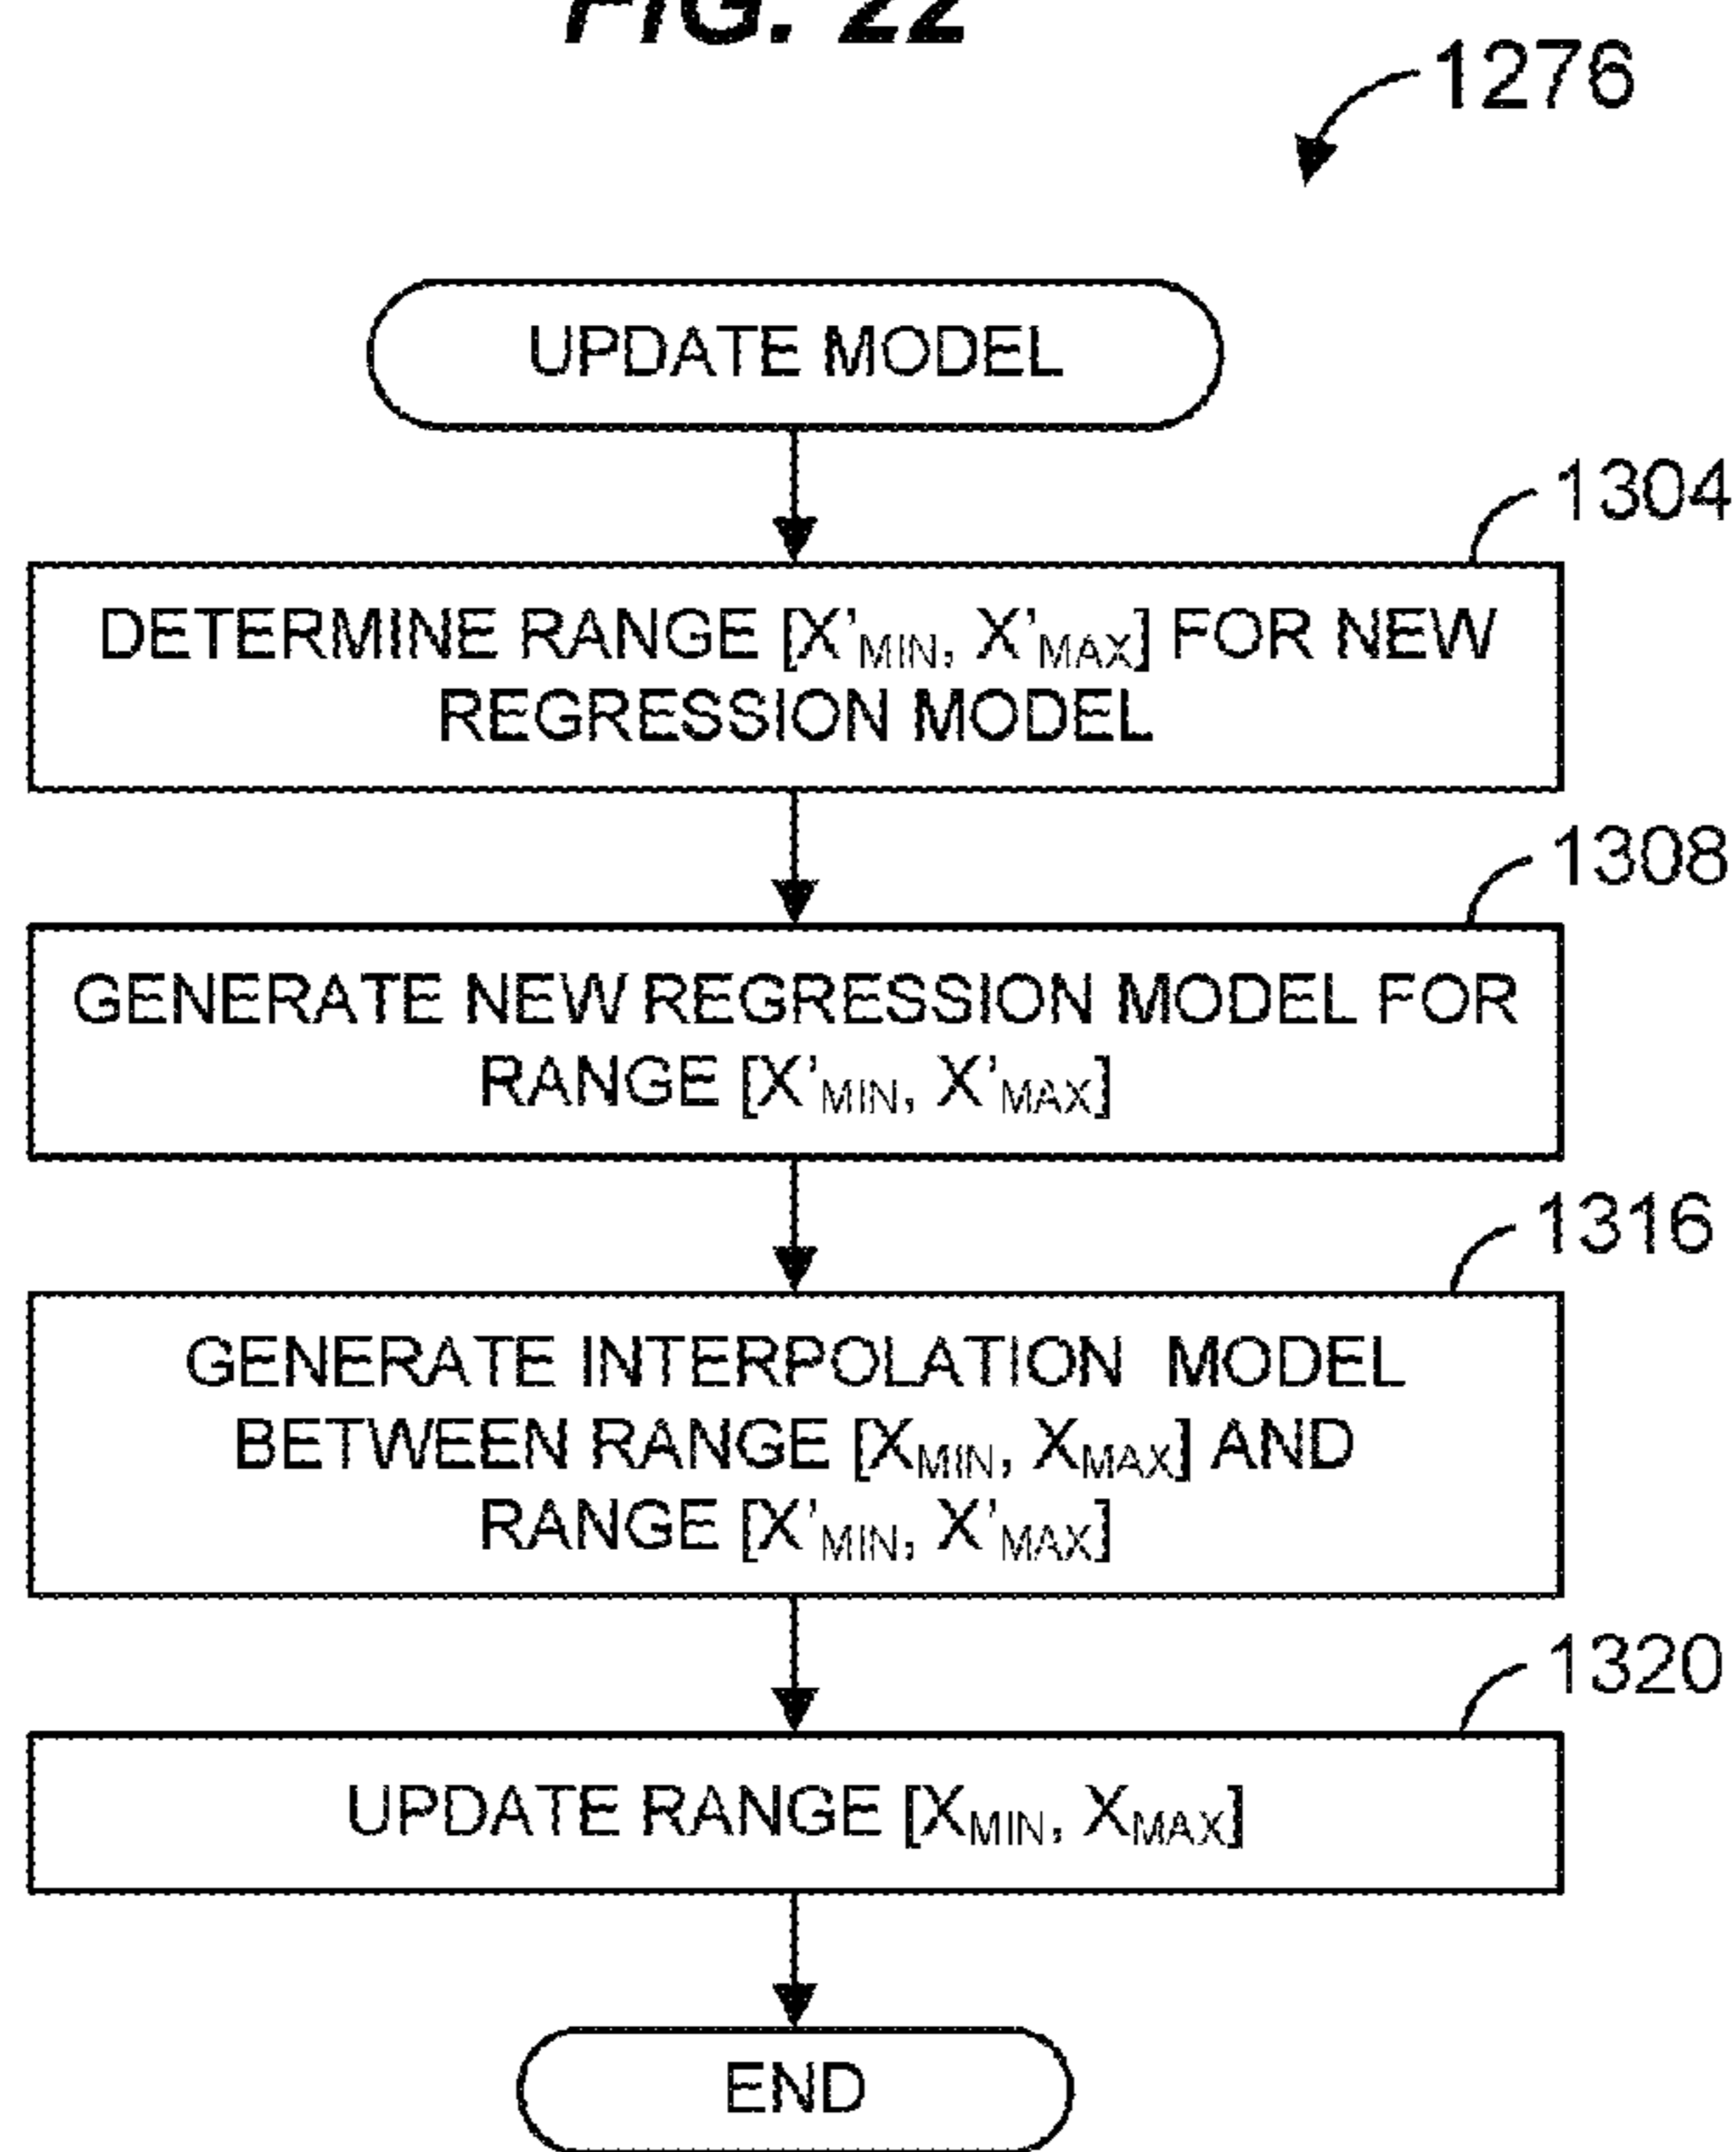 FIG. 22
1276
UPDATE MODEL
1304
DETERMINE RANGE [X'MIN, X'MAX] FOR NEW
REGRESSION MODEL
1308
GENERATE NEW REGRESSION MODEL FOR
RANGE [X'MIN, X'MAX]
1316
GENERATE INTERPOLATION MODEL
BETWEEN RANGE [XMIN, XMAX] AND
RANGE [X'MIN, X'MAX]
1320
UPDATE RANGE [XMIN, XMAX]
END